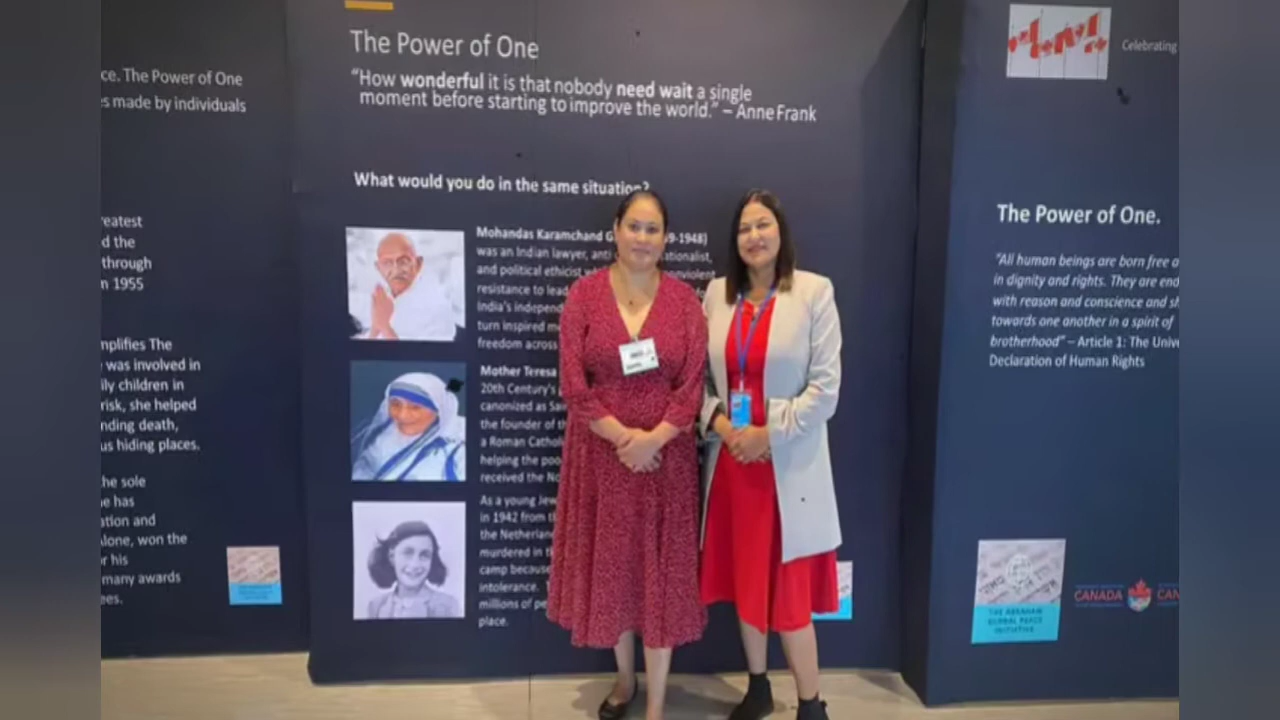 ce. The Power of One
s made by individuals
reatest
d the
through
n 1955
mplifies The
was involved in
ily children in
risk, she helped
nding death,
us hiding places.
he sole
e has
ation and
Alone, won the
r his
many awards
ees.
The Power of One
“How wonderful it is that nobody need wait a single
moment before starting to improve the world.” – Anne Frank
What would you do in the same situation?
Mohandas Karamchand G 9-1948)
was an Indian lawyer, anti ationalist,
and political ethicist w onviolent
resistance to lead
India's independ
turn inspired m
freedom across
Mother Teresa
20th Century's
canonized as Sai
the founder of t
a Roman Cathol
helping the poo
received the No
As a young Jew
in 1942 from t
the Netherlan
murdered in t
camp because
intolerance.
millions of pe
place.
Celebrating
The Power of One.
“All human beings are born free a
in dignity and rights. They are end
with reason and conscience and sh
towards one another in a spirit of
brotherhood” – Article 1: The Unive
Declaration of Human Rights
THE ABRAHAM
GLOBAL PEACE
INITIATIVE
CANADA
CAN